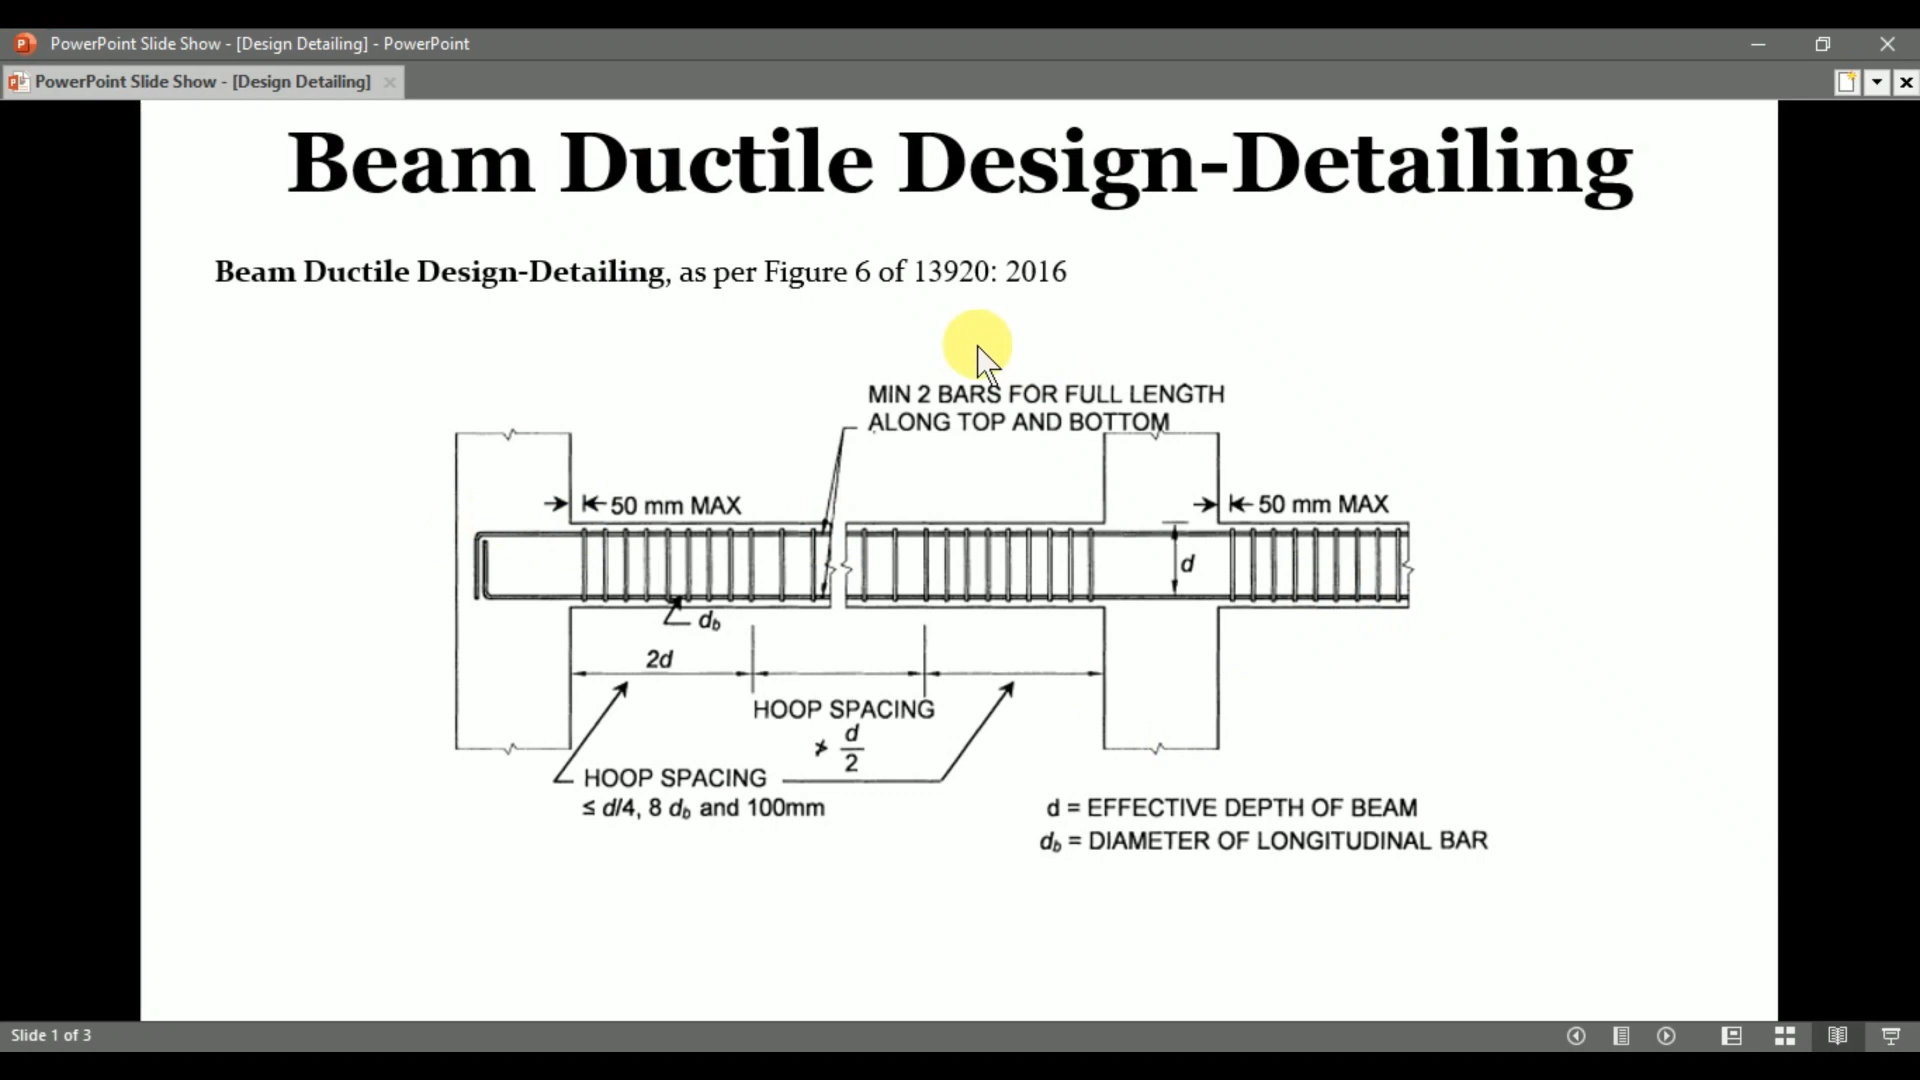 PowerPoint Slide Show - [Design Detailing] - PowerPoint
PowerPoint Slide Show - [Design Detailing]
Beam Ductile Design-Detailing
Beam Ductile Design-Detailing, as per Figure 6 of 13920: 2016
MIN 2 BARS FOR FULL LENGTH
ALONG TOP AND BOTTOM
50 mm MAX
50 mm MAX
d
db
2d
HOOP SPACING
≯ d/2
HOOP SPACING
≤ d/4, 8 db and 100mm
d = EFFECTIVE DEPTH OF BEAM
db = DIAMETER OF LONGITUDINAL BAR
Slide 1 of 3